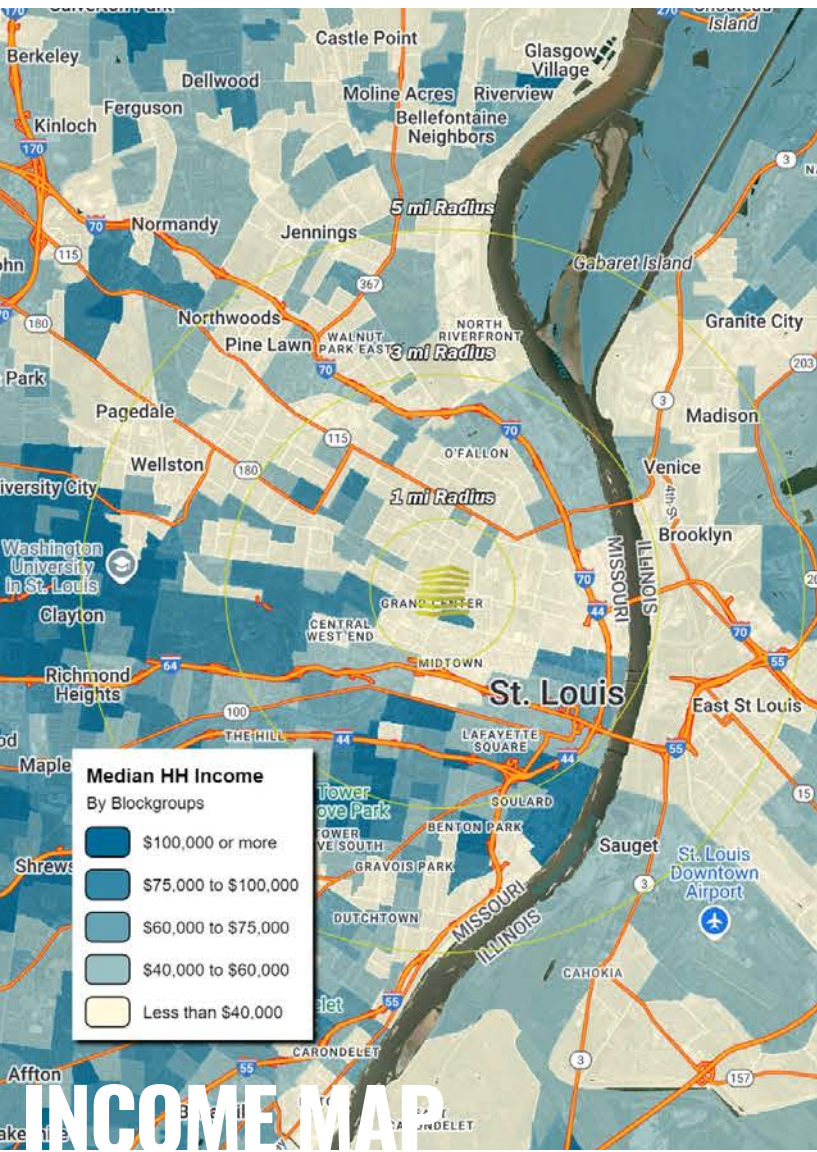 170
270
Island
Castle Point
Glasgow
Village
Berkeley
Dellwood
Moline Acres
Riverview
Ferguson
Bellefontaine
Neighbors
Kinloch
170
3
5 mi Radius
70
Normandy
Jennings
115
Gabaret Island
367
180
Northwoods
NORTH
RIVERFRONT
Granite City
Pine Lawn
WALNUT
PARK EAST
3 mi Radius
70
203
Park
3
Pagedale
Madison
115
70
O'FALLON
Wellston
180
Venice
iversity City
1 mi Radius
4th S
Brooklyn
Washington
University
in St. Louis
MISSOURI
ILLINOIS
70
GRAND CENTER
44
Clayton
CENTRAL
WEST END
70
MIDTOWN
64
55
Richmond
Heights
St. Louis
100
East St Louis
THE HILL
44
LAFAYETTE
SQUARE
55
44
Maple
Median HH Income
By Blockgroups
$100,000 or more
$75,000 to $100,000
$60,000 to $75,000
$40,000 to $60,000
Less than $40,000
Tower
ove Park
15
SOULARD
TOWER
VE SOUTH
BENTON PARK
Sauget
St. Louis
Downtown
Airport
Shrews
GRAVOIS PARK
3
DUTCHTOWN
MISSOURI
ILLINOIS
CAHOKIA
55
elet
CARONDELET
3
55
157
Affton
INCOME MAP